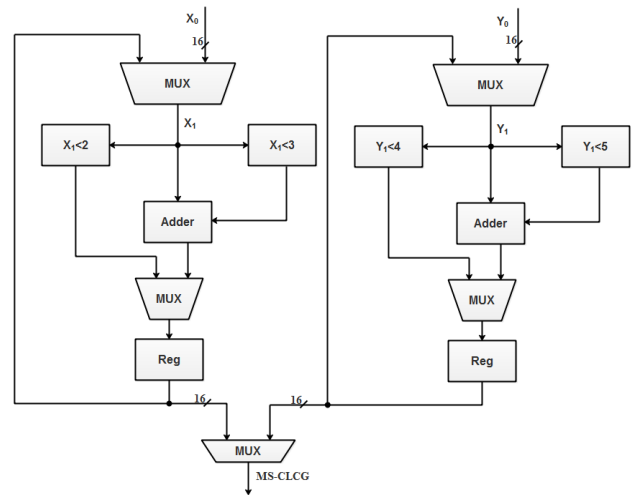 X₀
16
MUX
X₁
X₁<2
X₁<3
Adder
MUX
Reg
16
Y₀
16
MUX
Y₁
Y₁<4
Y₁<5
Adder
MUX
Reg
16
MUX
MS-CLCG